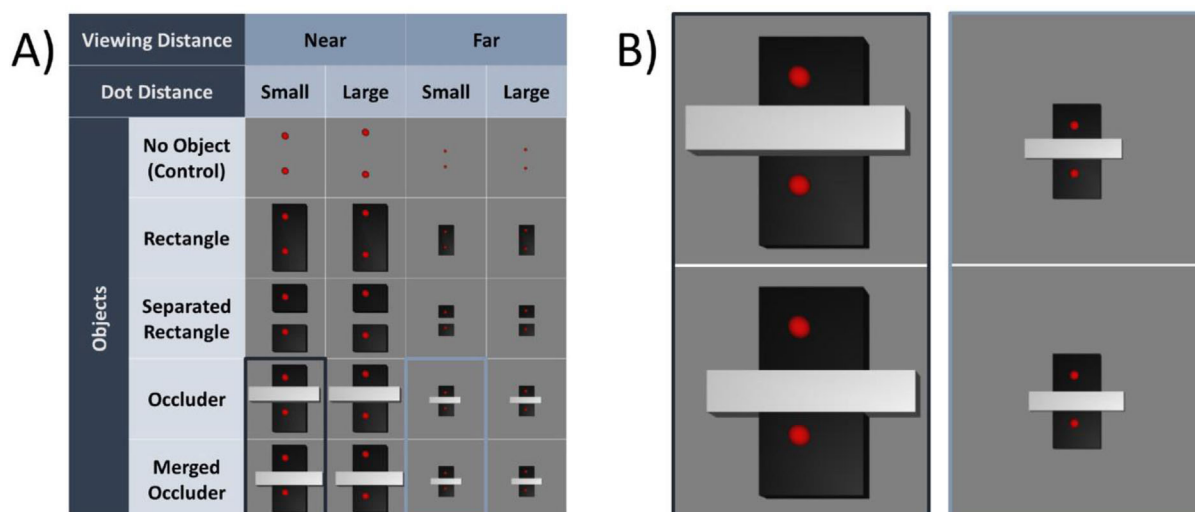 A)
B)
Viewing Distance Near Far
Dot Distance Small Large Small Large
Objects
No Object
(Control)
Rectangle
Separated
Rectangle
Occluder
Merged
Occluder